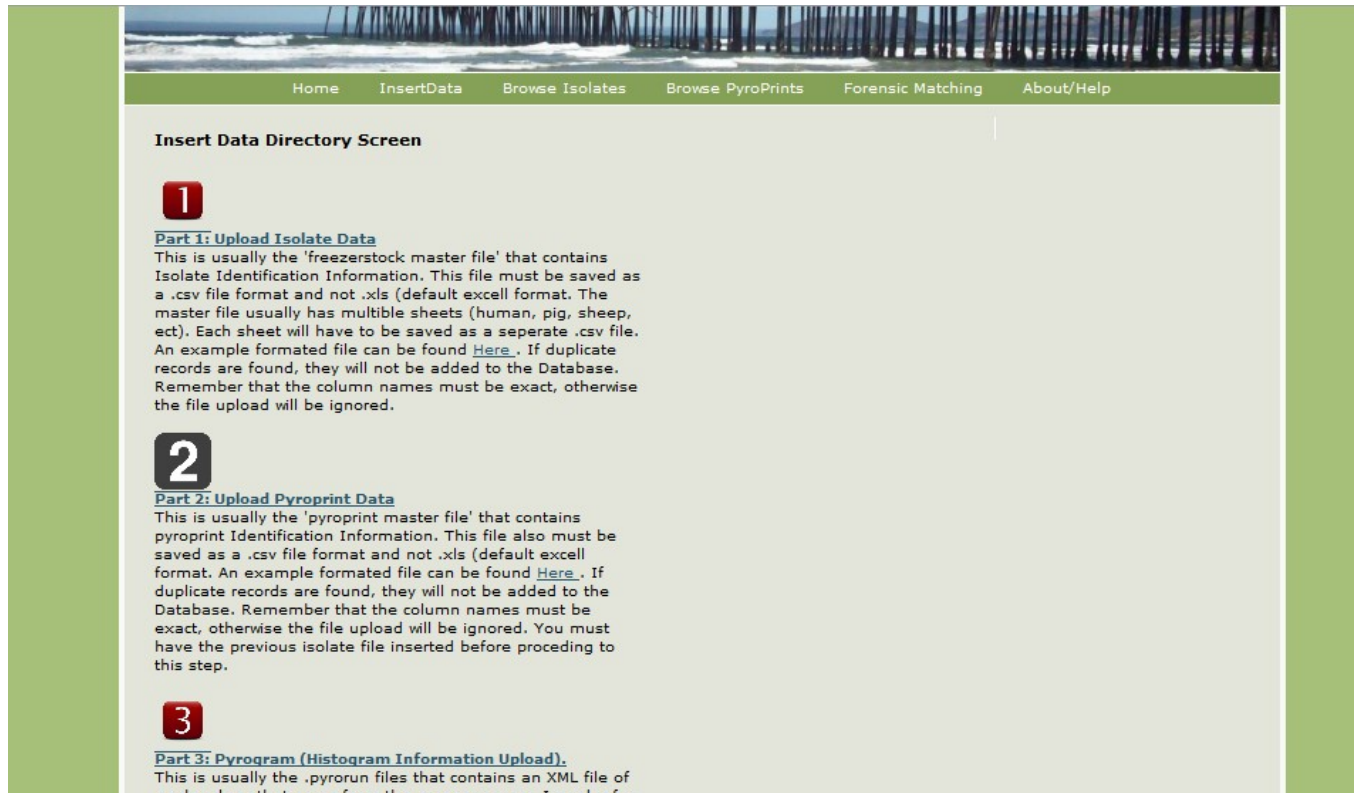 Home InsertData Browse Isolates Browse PyroPrints Forensic Matching About/Help
Insert Data Directory Screen
1
Part 1: Upload Isolate Data
This is usually the 'freezerstock master file' that contains
Isolate Identification Information. This file must be saved as
a .csv file format and not .xls (default excell format. The
master file usually has multible sheets (human, pig, sheep,
ect). Each sheet will have to be saved as a seperate .csv file.
An example formated file can be found Here . If duplicate
records are found, they will not be added to the Database.
Remember that the column names must be exact, otherwise
the file upload will be ignored.
2
Part 2: Upload Pyroprint Data
This is usually the 'pyroprint master file' that contains
pyroprint Identification Information. This file also must be
saved as a .csv file format and not .xls (default excell
format. An example formated file can be found Here . If
duplicate records are found, they will not be added to the
Database. Remember that the column names must be
exact, otherwise the file upload will be ignored. You must
have the previous isolate file inserted before proceding to
this step.
3
Part 3: Pyrogram (Histogram Information Upload).
This is usually the .pyrorun files that contains an XML file of